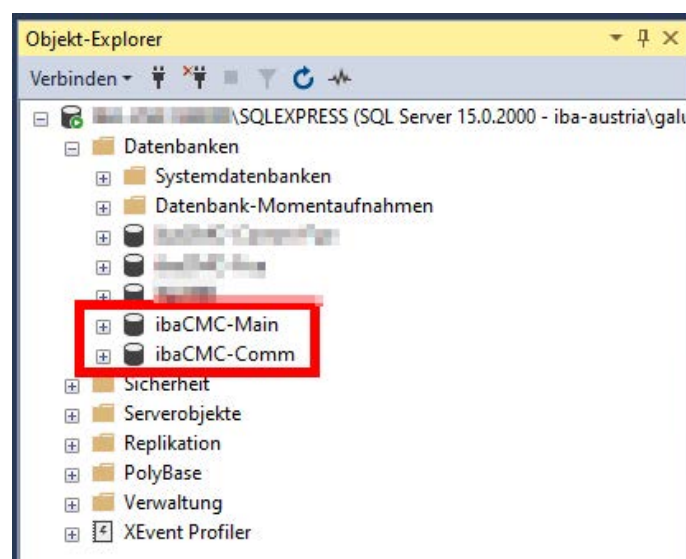 Objekt-Explorer
Verbinden
\SQLEXPRESS (SQL Server 15.0.2000 - iba-austria\galu
Datenbanken
Systemdatenbanken
Datenbank-Momentaufnahmen
ibaCMC-Main
ibaCMC-Comm
Sicherheit
Serverobjekte
Replikation
PolyBase
Verwaltung
XEvent Profiler